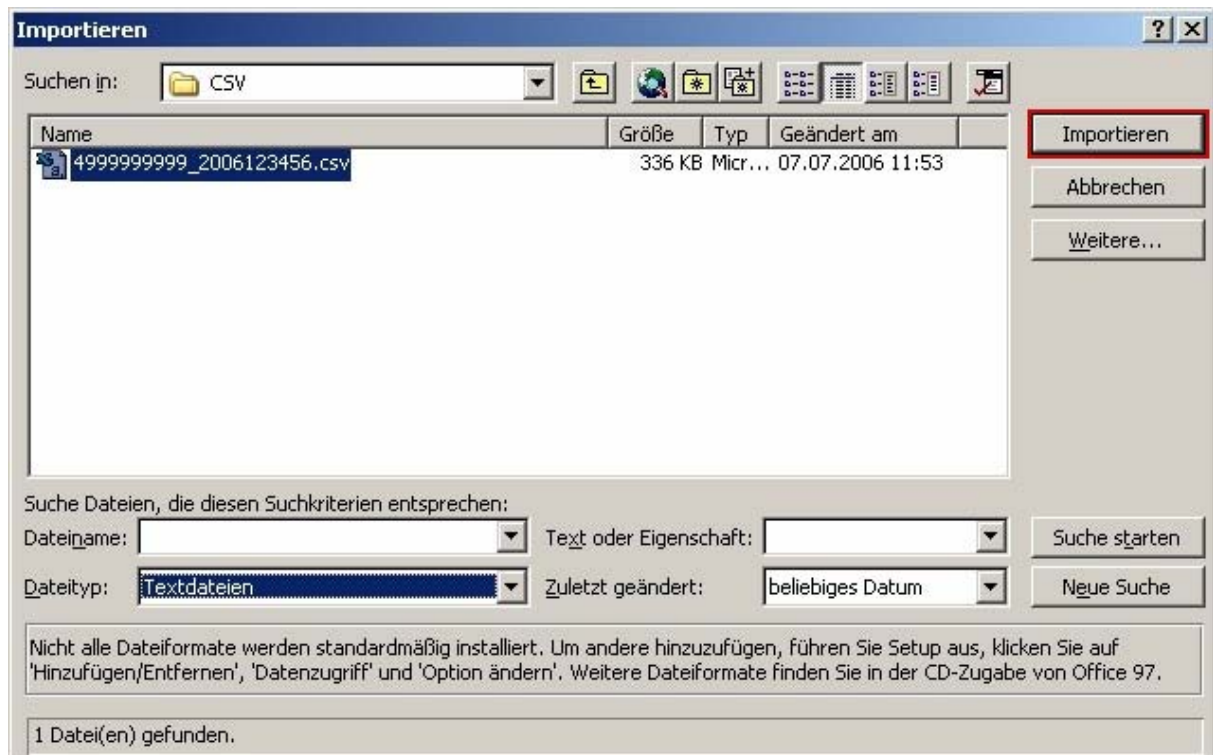 Importieren
Suchen in: CSV
Name Größe Typ Geändert am
4999999999_2006123456.csv 336 KB Micr... 07.07.2006 11:53
Importieren
Abbrechen
Weitere...
Suche Dateien, die diesen Suchkriterien entsprechen:
Dateiname: Text oder Eigenschaft: Suche starten
Dateityp: Textdateien Zuletzt geändert: beliebiges Datum Neue Suche
Nicht alle Dateiformate werden standardmäßig installiert. Um andere hinzuzufügen, führen Sie Setup aus, klicken Sie auf
'Hinzufügen/Entfernen', 'Datenzugriff' und 'Option ändern'. Weitere Dateiformate finden Sie in der CD-Zugabe von Office 97.
1 Datei(en) gefunden.